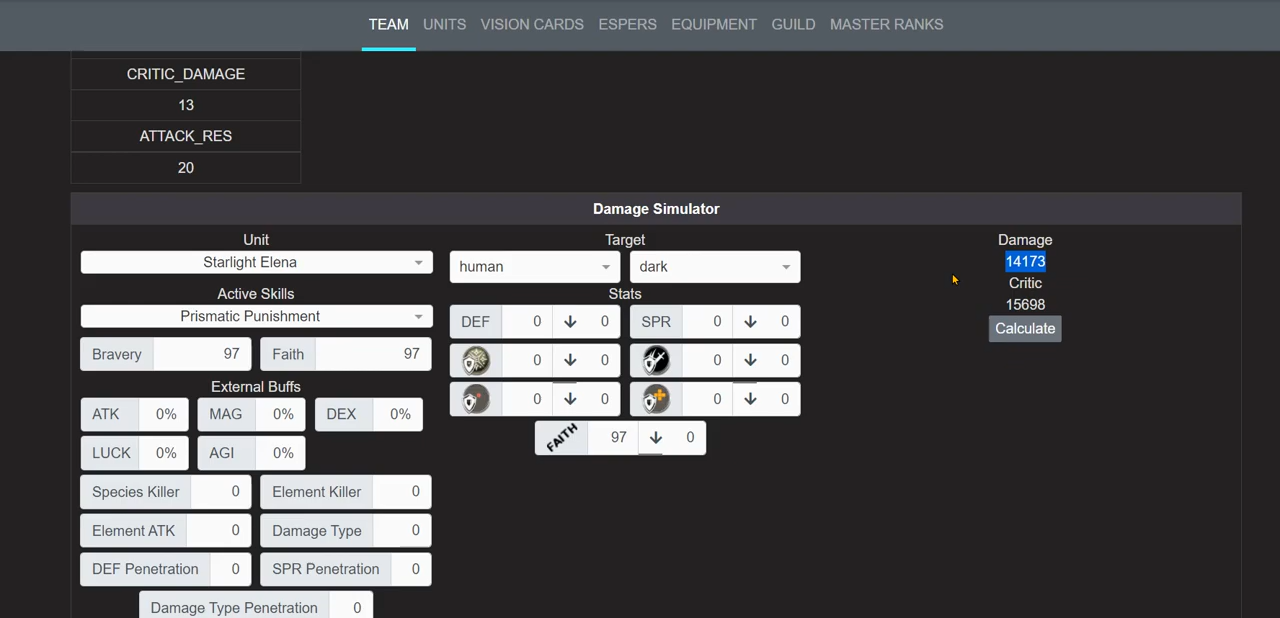 TEAM UNITS VISION CARDS ESPERS EQUIPMENT GUILD MASTER RANKS
CRITIC_DAMAGE
13
ATTACK_RES
20
Damage Simulator
Unit
Starlight Elena
Active Skills
Prismatic Punishment
Bravery 97 Faith 97
External Buffs
ATK 0% MAG 0% DEX 0%
LUCK 0% AGI 0%
Species Killer 0 Element Killer 0
Element ATK 0 Damage Type 0
DEF Penetration 0 SPR Penetration 0
Damage Type Penetration 0
Target
human dark
Stats
DEF 0 ↓ 0 SPR 0 ↓ 0
0 ↓ 0 0 ↓ 0
0 ↓ 0 0 ↓ 0
FAITH 97 ↓ 0
Damage
14173
Critic
15698
Calculate